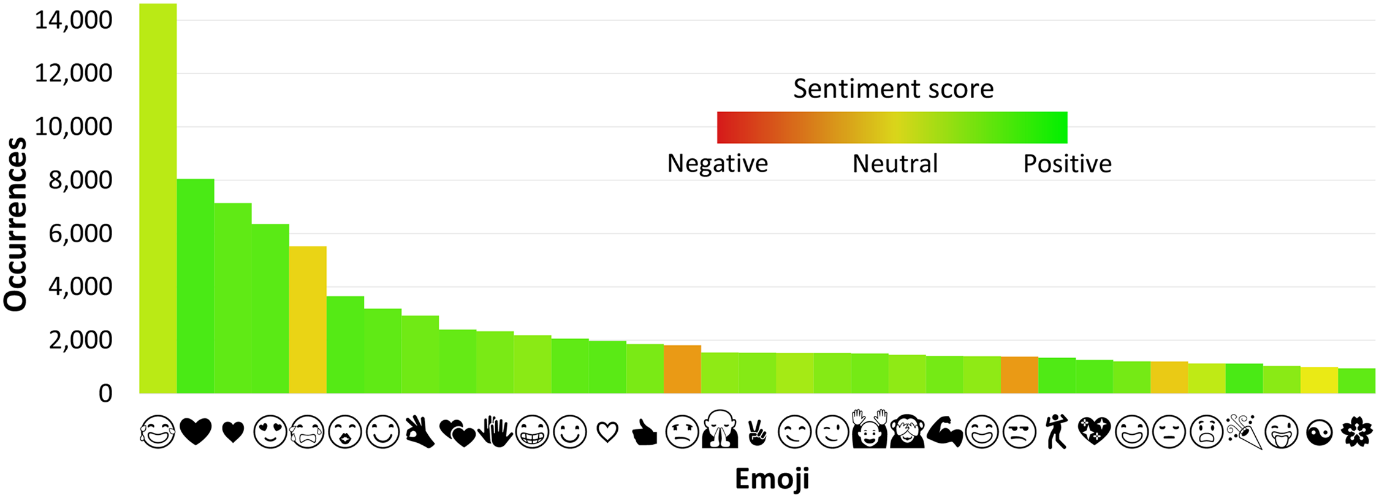 14,000
12,000
10,000
8,000
6,000
4,000
2,000
0
Occurrences
Sentiment score
Negative Neutral Positive
Emoji